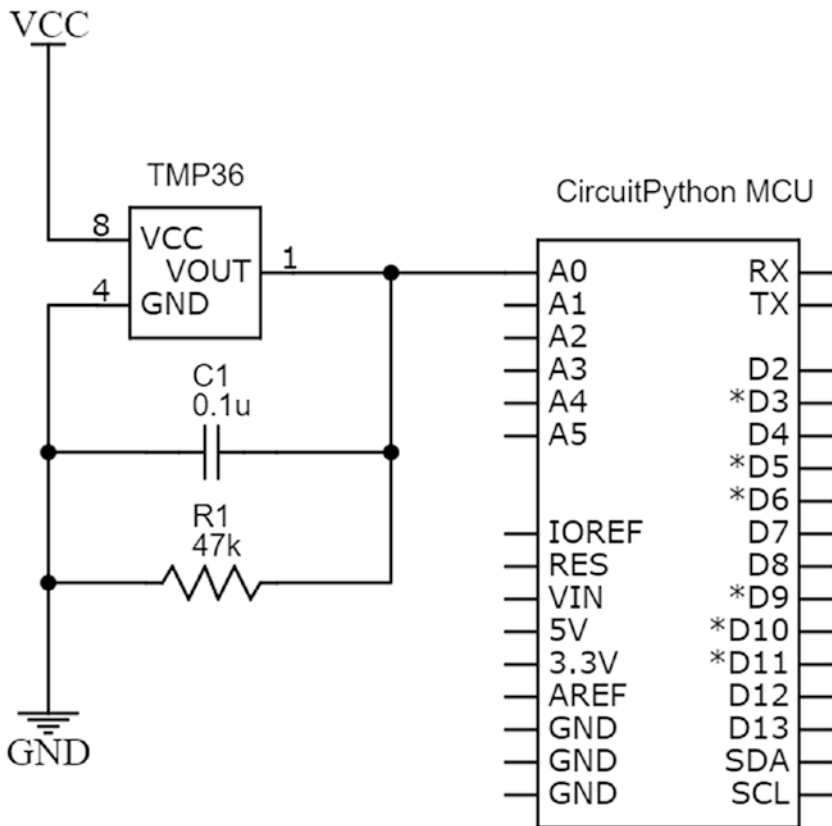 VCC
TMP36
8
VCC
VOUT
1
4
GND
C1
0.1u
R1
47k
GND
CircuitPython MCU
A0
RX
A1
TX
A2
A3
D2
A4
*D3
A5
D4
*D5
*D6
IOREF
D7
RES
D8
VIN
*D9
5V
*D10
3.3V
*D11
AREF
D12
GND
D13
GND
SDA
GND
SCL